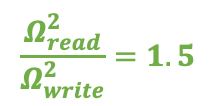 Ω²read / Ω²write = 1.5